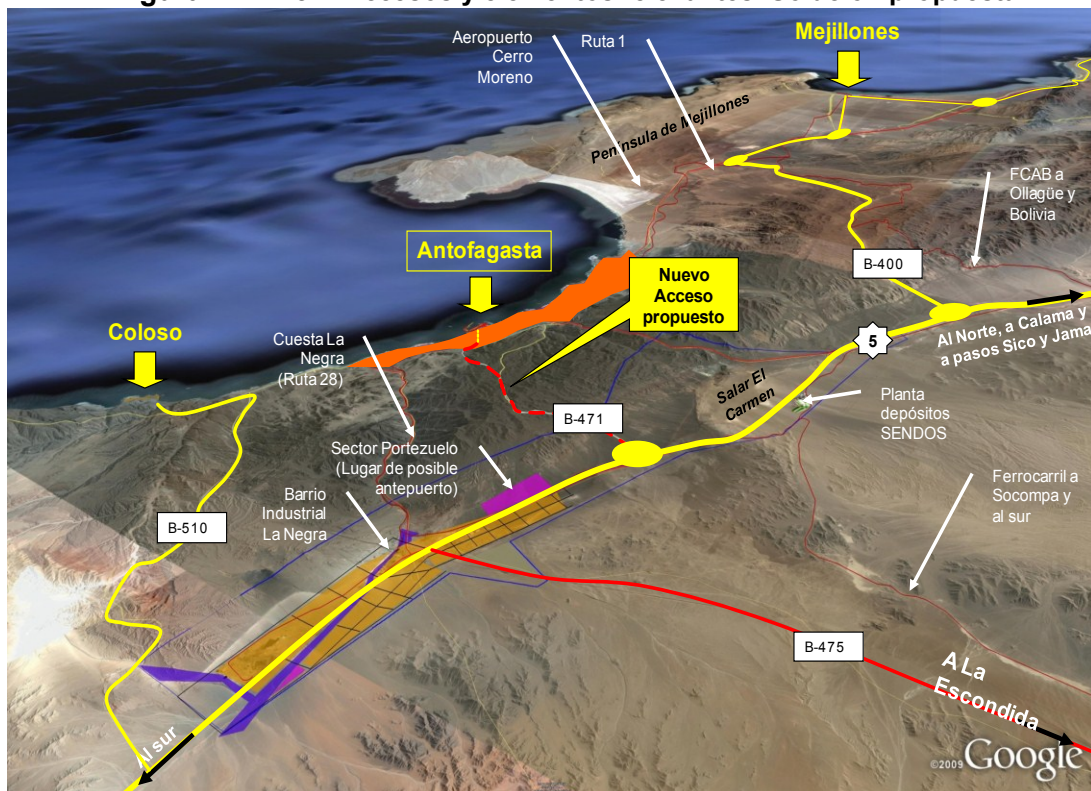 Aeropuerto
Cerro
Moreno
Ruta 1
Mejillones
Península de Mejillones
FCAB a
Ollagüe y
Bolivia
Antofagasta
B-400
Nuevo
Acceso
propuesto
Coloso
Cuesta La
Negra
(Ruta 28)
5
Al Norte, a Calama y
a pasos Sico y Jama
Salar El
Carmen
Planta
depósitos
SENDOS
B-471
Sector Portezuelo
(Lugar de posible
antepuerto)
Barrio
Industrial
La Negra
Ferrocarril a
Socompa y
al sur
B-510
B-475
A La
Escondida
Al sur
©2009 Google